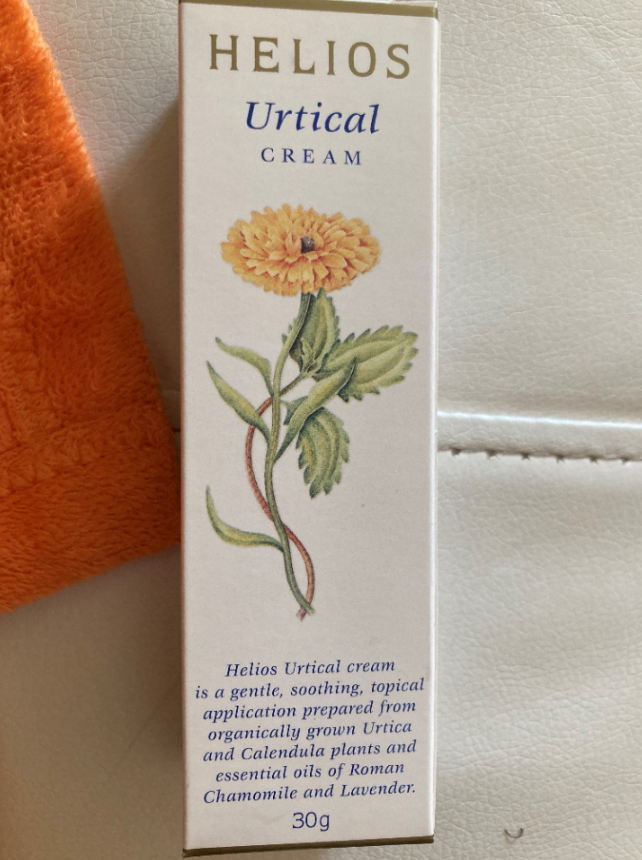 HELIOS
Urtical
CREAM
Helios Urtical cream
is a gentle, soothing, topical
application prepared from
organically grown Urtica
and Calendula plants and
essential oils of Roman
Chamomile and Lavender.
30g